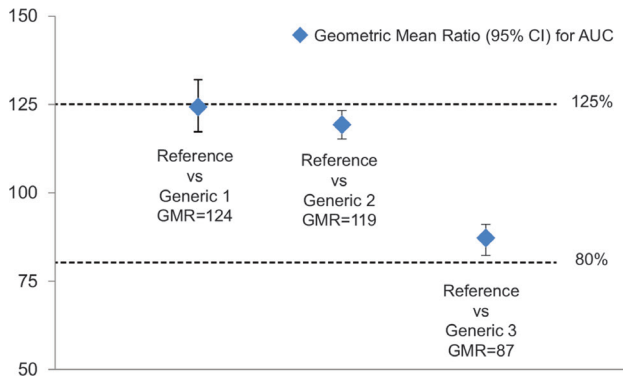 150
125
100
75
50
Geometric Mean Ratio (95% CI) for AUC
125%
80%
Reference
vs
Generic 1
GMR=124
Reference
vs
Generic 2
GMR=119
Reference
vs
Generic 3
GMR=87